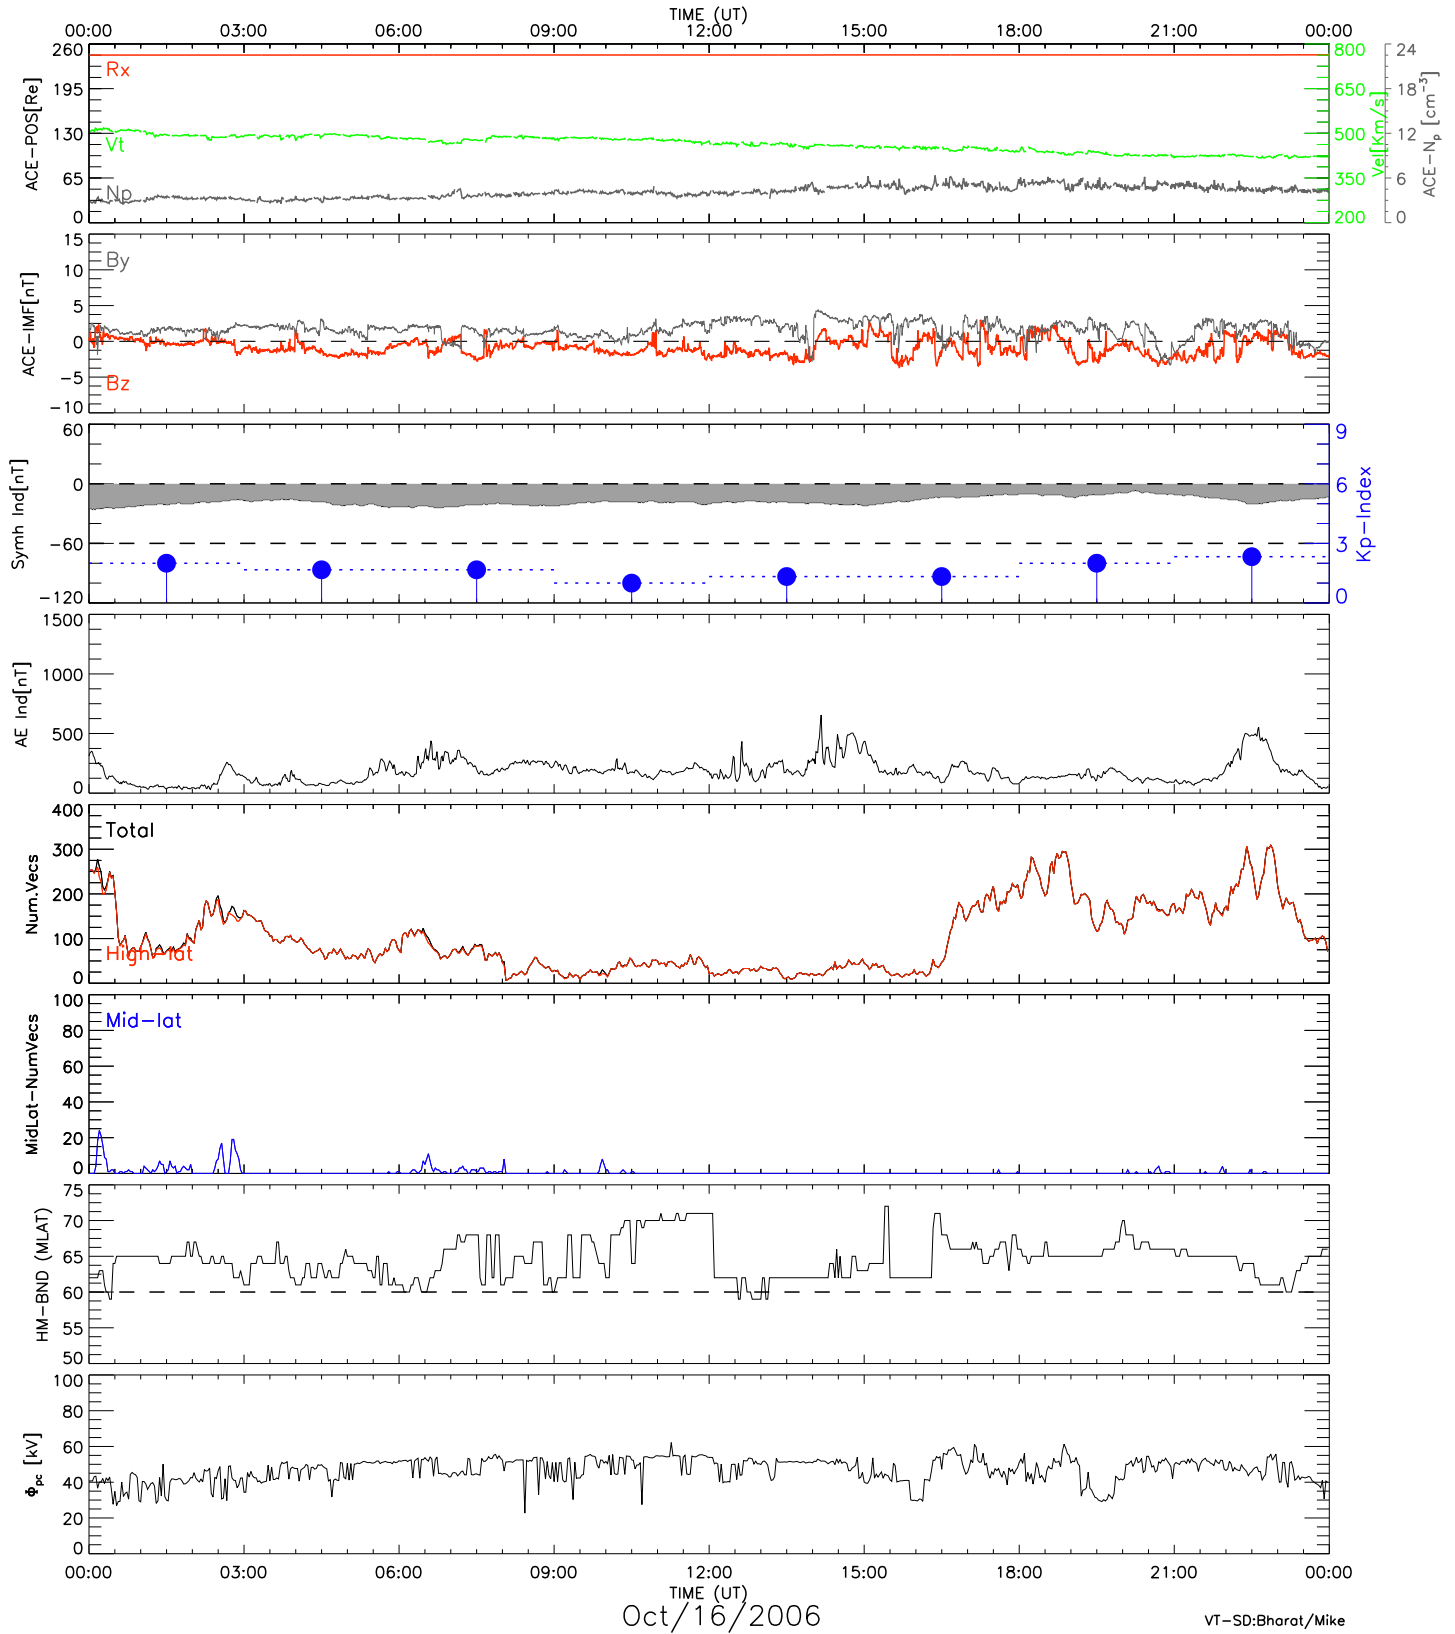 TIME (UT)
00:00 03:00 06:00 09:00 12:00 15:00 18:00 21:00 00:00
ACE-POS[Re]
260
195
130
65
0
Rx
Vt
Np
800
650
500
350
200
Vel[Km/s]
24
18
12
6
0
ACE-Np [cm⁻³]
ACE-IMF[nT]
15
10
5
0
-5
-10
By
Bz
Symh Ind[nT]
60
0
-60
-120
9
6
3
0
Kp-Index
AE Ind[nT]
1500
1000
500
0
Num.Vecs
400
300
200
100
0
Total
High-lat
MidLat-NumVecs
100
80
60
40
20
0
Mid-lat
HM-BND (MLAT)
75
70
65
60
55
50
Φpc [kV]
100
80
60
40
20
0
00:00 03:00 06:00 09:00 12:00 15:00 18:00 21:00 00:00
TIME (UT)
Oct/16/2006
VT-SD:Bharat/Mike